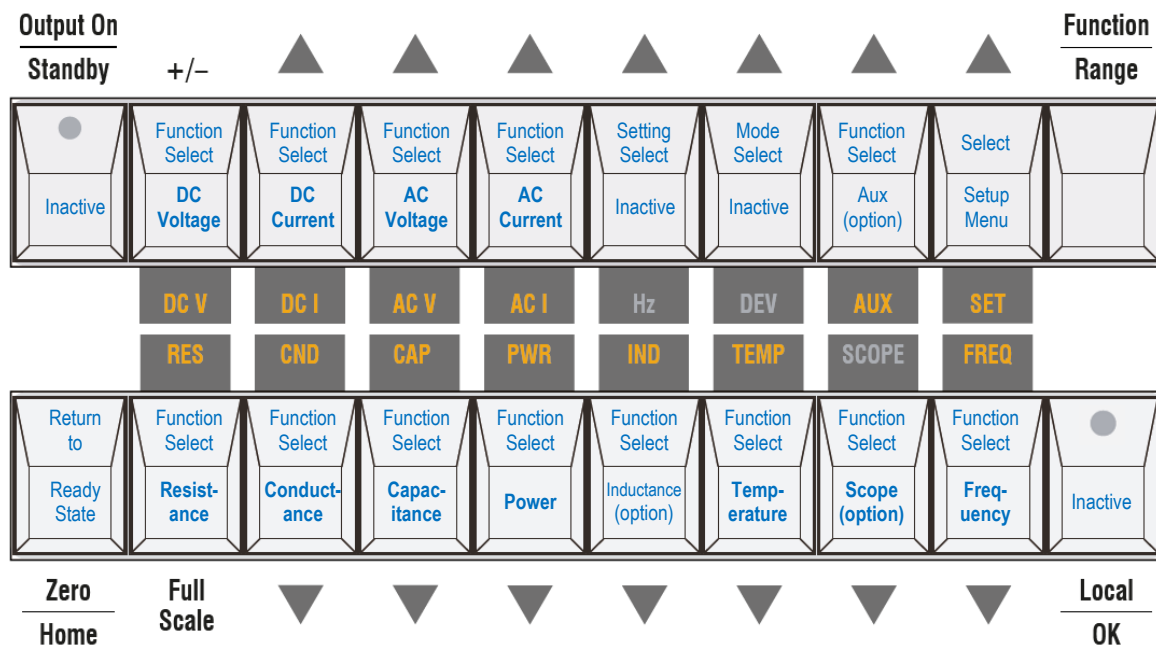 Output On
Standby
+/–
Function
Range
Function Select
Function Select
Function Select
Function Select
Setting Select
Mode Select
Function Select
Select
Inactive
DC Voltage
DC Current
AC Voltage
AC Current
Inactive
Inactive
Aux (option)
Setup Menu
DC V
DC I
AC V
AC I
Hz
DEV
AUX
SET
RES
CND
CAP
PWR
IND
TEMP
SCOPE
FREQ
Return to
Function Select
Function Select
Function Select
Function Select
Function Select
Function Select
Function Select
Function Select
Ready State
Resist-ance
Conduct-ance
Capac-itance
Power
Inductance (option)
Temp-erature
Scope (option)
Freq-uency
Inactive
Zero
Home
Full Scale
Local
OK